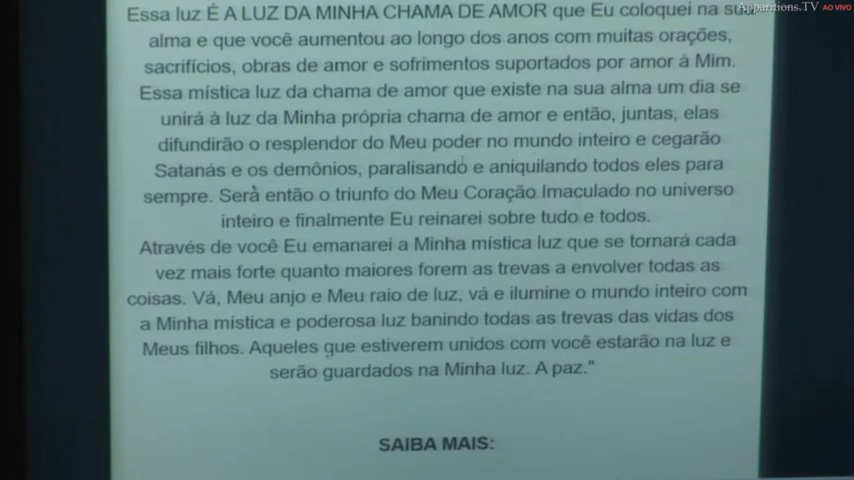 Essa luz É A LUZ DA MINHA CHAMA DE AMOR que Eu coloquei na sua
Apparitions.TV AO VIVO
alma e que você aumentou ao longo dos anos com muitas orações,
sacrifícios, obras de amor e sofrimentos suportados por amor à Mim.
Essa mística luz da chama de amor que existe na sua alma um dia se
unirá à luz da Minha própria chama de amor e então, juntas, elas
difundirão o resplendor do Meu poder no mundo inteiro e cegarão
Satanás e os demônios, paralisando e aniquilando todos eles para
sempre. Será então o triunfo do Meu Coração Imaculado no universo
inteiro e finalmente Eu reinarei sobre tudo e todos.
Através de você Eu emanarei a Minha mística luz que se tornará cada
vez mais forte quanto maiores forem as trevas a envolver todas as
coisas. Vá, Meu anjo e Meu raio de luz, vá e ilumine o mundo inteiro com
a Minha mística e poderosa luz banindo todas as trevas das vidas dos
Meus filhos. Aqueles que estiverem unidos com você estarão na luz e
serão guardados na Minha luz. A paz."
SAIBA MAIS: